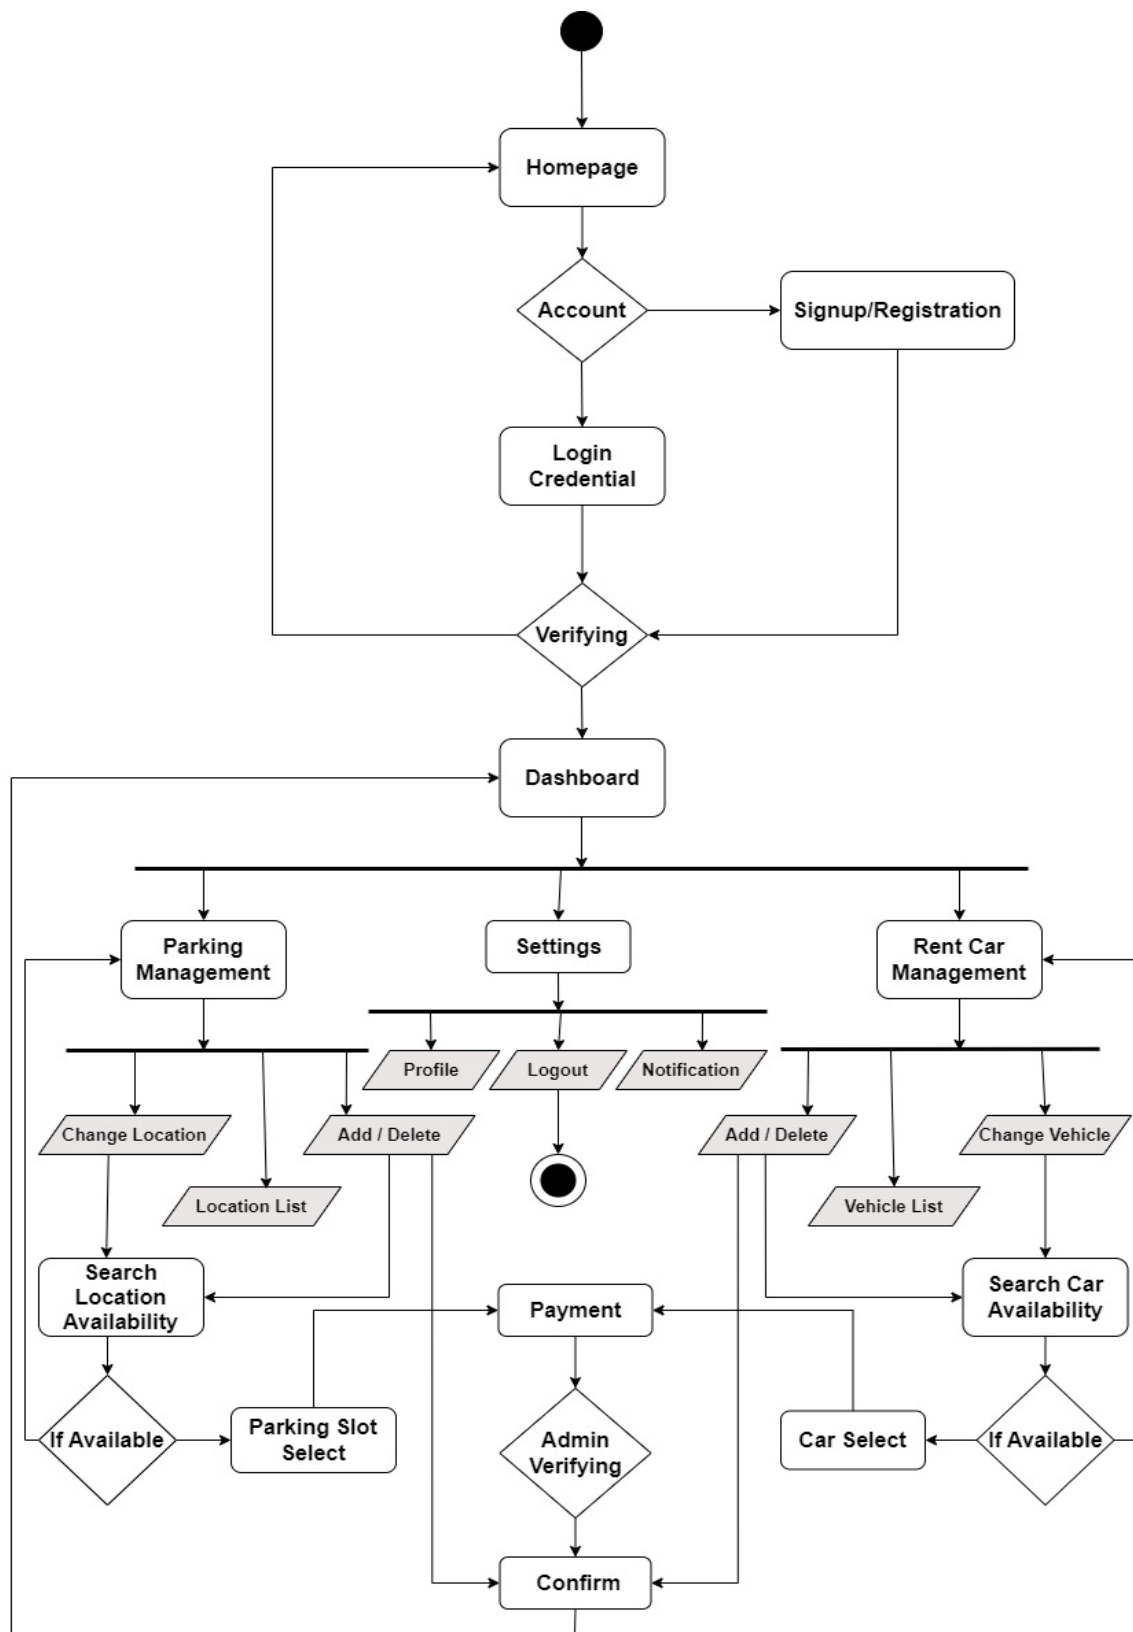 Homepage
Account
Signup/Registration
Login
Credential
Verifying
Dashboard
Parking
Management
Settings
Rent Car
Management
Profile
Logout
Notification
Change Location
Add / Delete
Add / Delete
Change Vehicle
Location List
Vehicle List
Search
Location
Availability
Payment
Search Car
Availability
If Available
Parking Slot
Select
Admin
Verifying
Car Select
If Available
Confirm